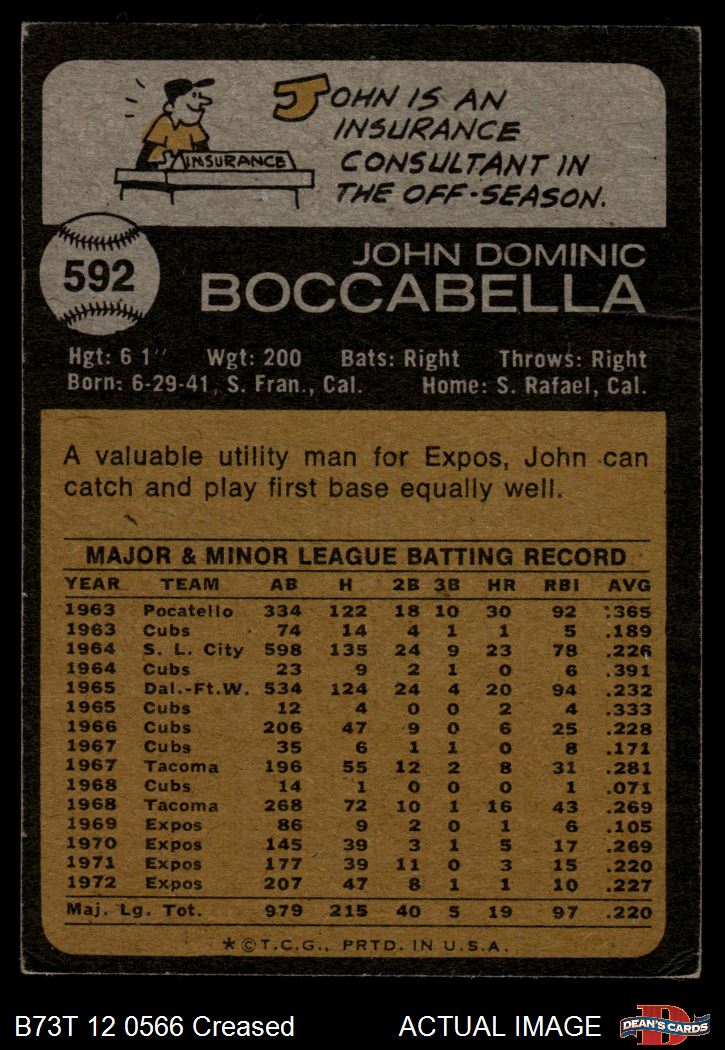 JOHN IS AN
INSURANCE
CONSULTANT IN
THE OFF-SEASON.
INSURANCE
592
JOHN DOMINIC
BOCCABELLA
Hgt: 6 1" Wgt: 200 Bats: Right Throws: Right
Born: 6-29-41, S. Fran., Cal. Home: S. Rafael, Cal.
A valuable utility man for Expos, John can
catch and play first base equally well.
MAJOR & MINOR LEAGUE BATTING RECORD
YEAR TEAM AB H 2B 3B HR RBI AVG
1963 Pocatello 334 122 18 10 30 92 .365
1963 Cubs 74 14 4 1 1 5 .189
1964 S. L. City 598 135 24 9 23 78 .226
1964 Cubs 23 9 2 1 0 6 .391
1965 Dal.-Ft.W. 534 124 24 4 20 94 .232
1965 Cubs 12 4 0 0 2 4 .333
1966 Cubs 206 47 9 0 6 25 .228
1967 Cubs 35 6 1 1 0 8 .171
1967 Tacoma 196 55 12 2 8 31 .281
1968 Cubs 14 1 0 0 0 1 .071
1968 Tacoma 268 72 10 1 16 43 .269
1969 Expos 86 9 2 0 1 6 .105
1970 Expos 145 39 3 1 5 17 .269
1971 Expos 177 39 11 0 3 15 .220
1972 Expos 207 47 8 1 1 10 .227
Maj. Lg. Tot. 979 215 40 5 19 97 .220
*©T.C.G., PRTD. IN U.S.A.
B73T 12 0566 Creased ACTUAL IMAGE
D
DEAN'S CARDS